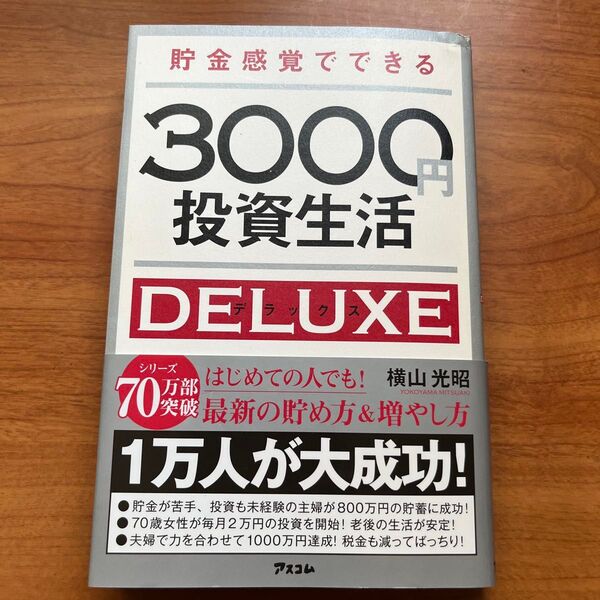 貯金感覚でできる
3000円
投資生活
DELUXE
デラックス
シリーズ
70万部
突破
はじめての人でも!
最新の貯め方&増やし方
横山 光昭
YOKOYAMA MITSUAKI
1万人が大成功!
●貯金が苦手、投資も未経験の主婦が800万円の貯蓄に成功!
●70歳女性が毎月2万円の投資を開始! 老後の生活が安定!
●夫婦で力を合わせて1000万円達成! 税金も減ってばっちり!
アスコム